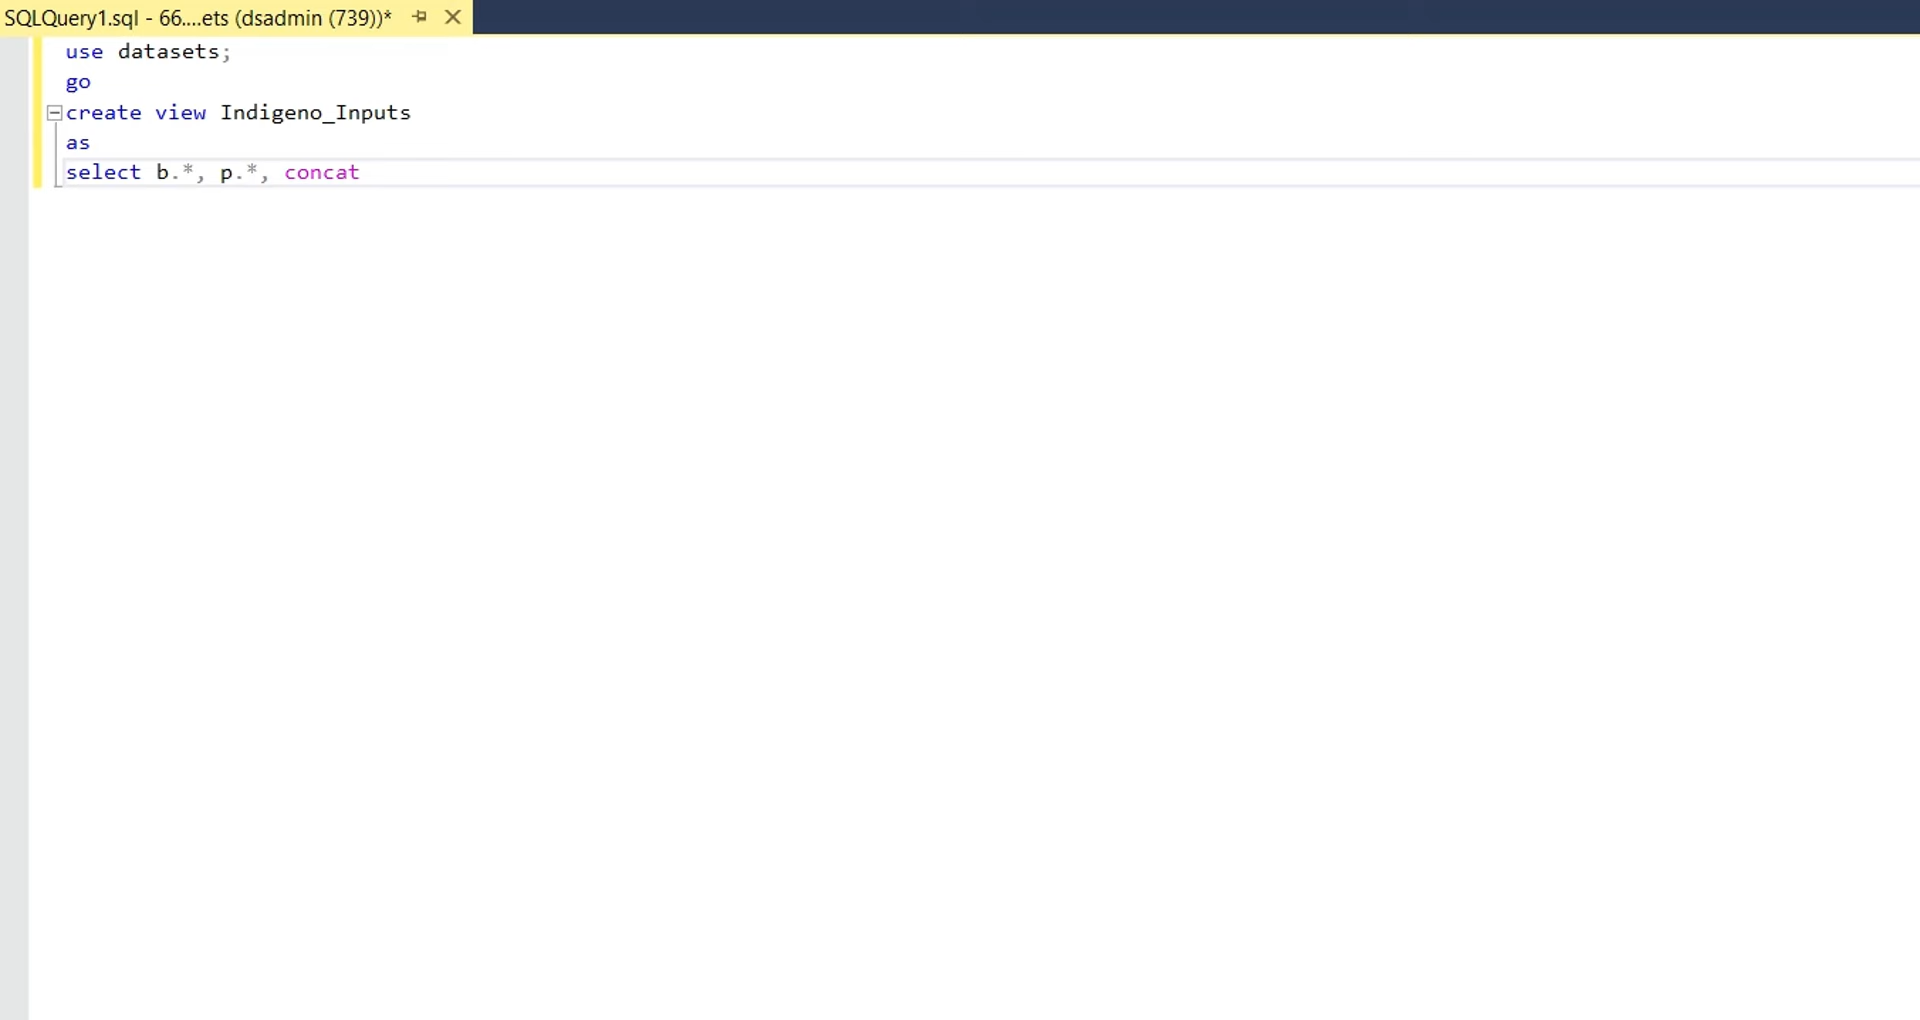 SQLQuery1.sql - 66....ets (dsadmin (739))*
use datasets;
go
create view Indigeno_Inputs
as
select b.*, p.*, concat